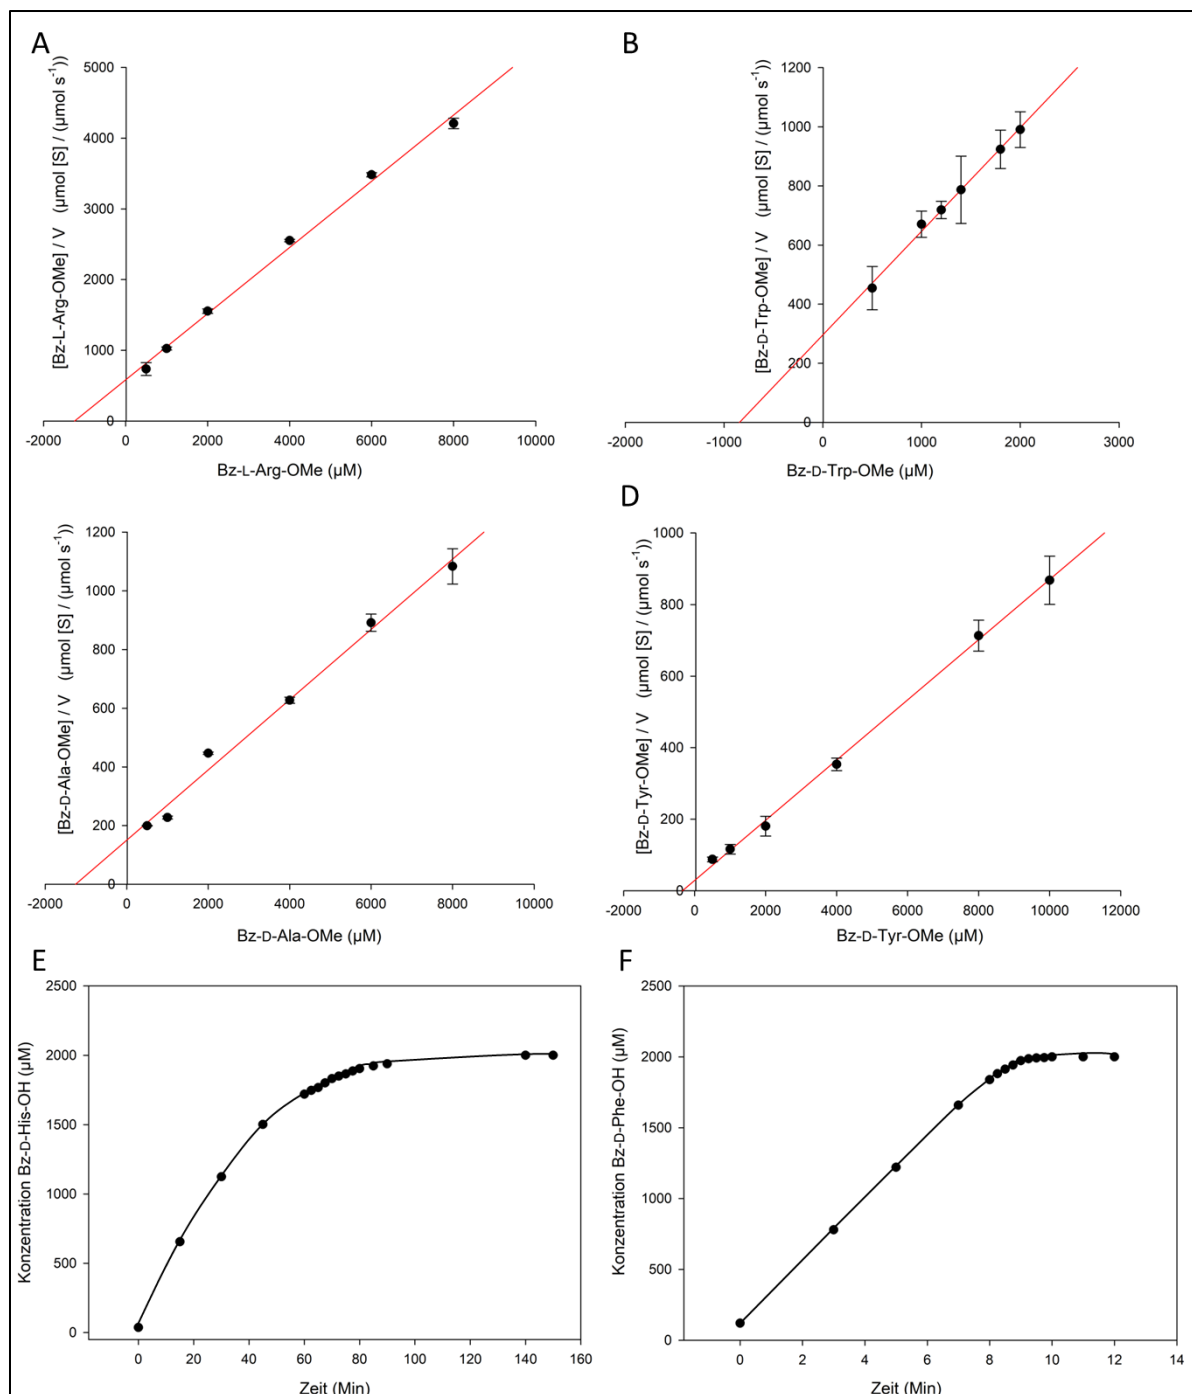 A
[Bz-L-Arg-OMe] / V (µmol [S] / (µmol s⁻¹))
5000
4000
3000
2000
1000
0
-2000 0 2000 4000 6000 8000 10000
Bz-L-Arg-OMe (µM)
B
[Bz-D-Trp-OMe] / V (µmol [S] / (µmol s⁻¹))
1200
1000
800
600
400
200
0
-2000 -1000 0 1000 2000 3000
Bz-D-Trp-OMe (µM)
[Bz-D-Ala-OMe] / V (µmol [S] / (µmol s⁻¹))
1200
1000
800
600
400
200
0
-2000 0 2000 4000 6000 8000 10000
Bz-D-Ala-OMe (µM)
D
[Bz-D-Tyr-OMe] / V (µmol [S] / (µmol s⁻¹))
1000
800
600
400
200
0
-2000 0 2000 4000 6000 8000 10000 12000
Bz-D-Tyr-OMe (µM)
E
Konzentration Bz-D-His-OH (µM)
2500
2000
1500
1000
500
0
0 20 40 60 80 100 120 140 160
Zeit (Min)
F
Konzentration Bz-D-Phe-OH (µM)
2500
2000
1500
1000
500
0
0 2 4 6 8 10 12 14
Zeit (Min)